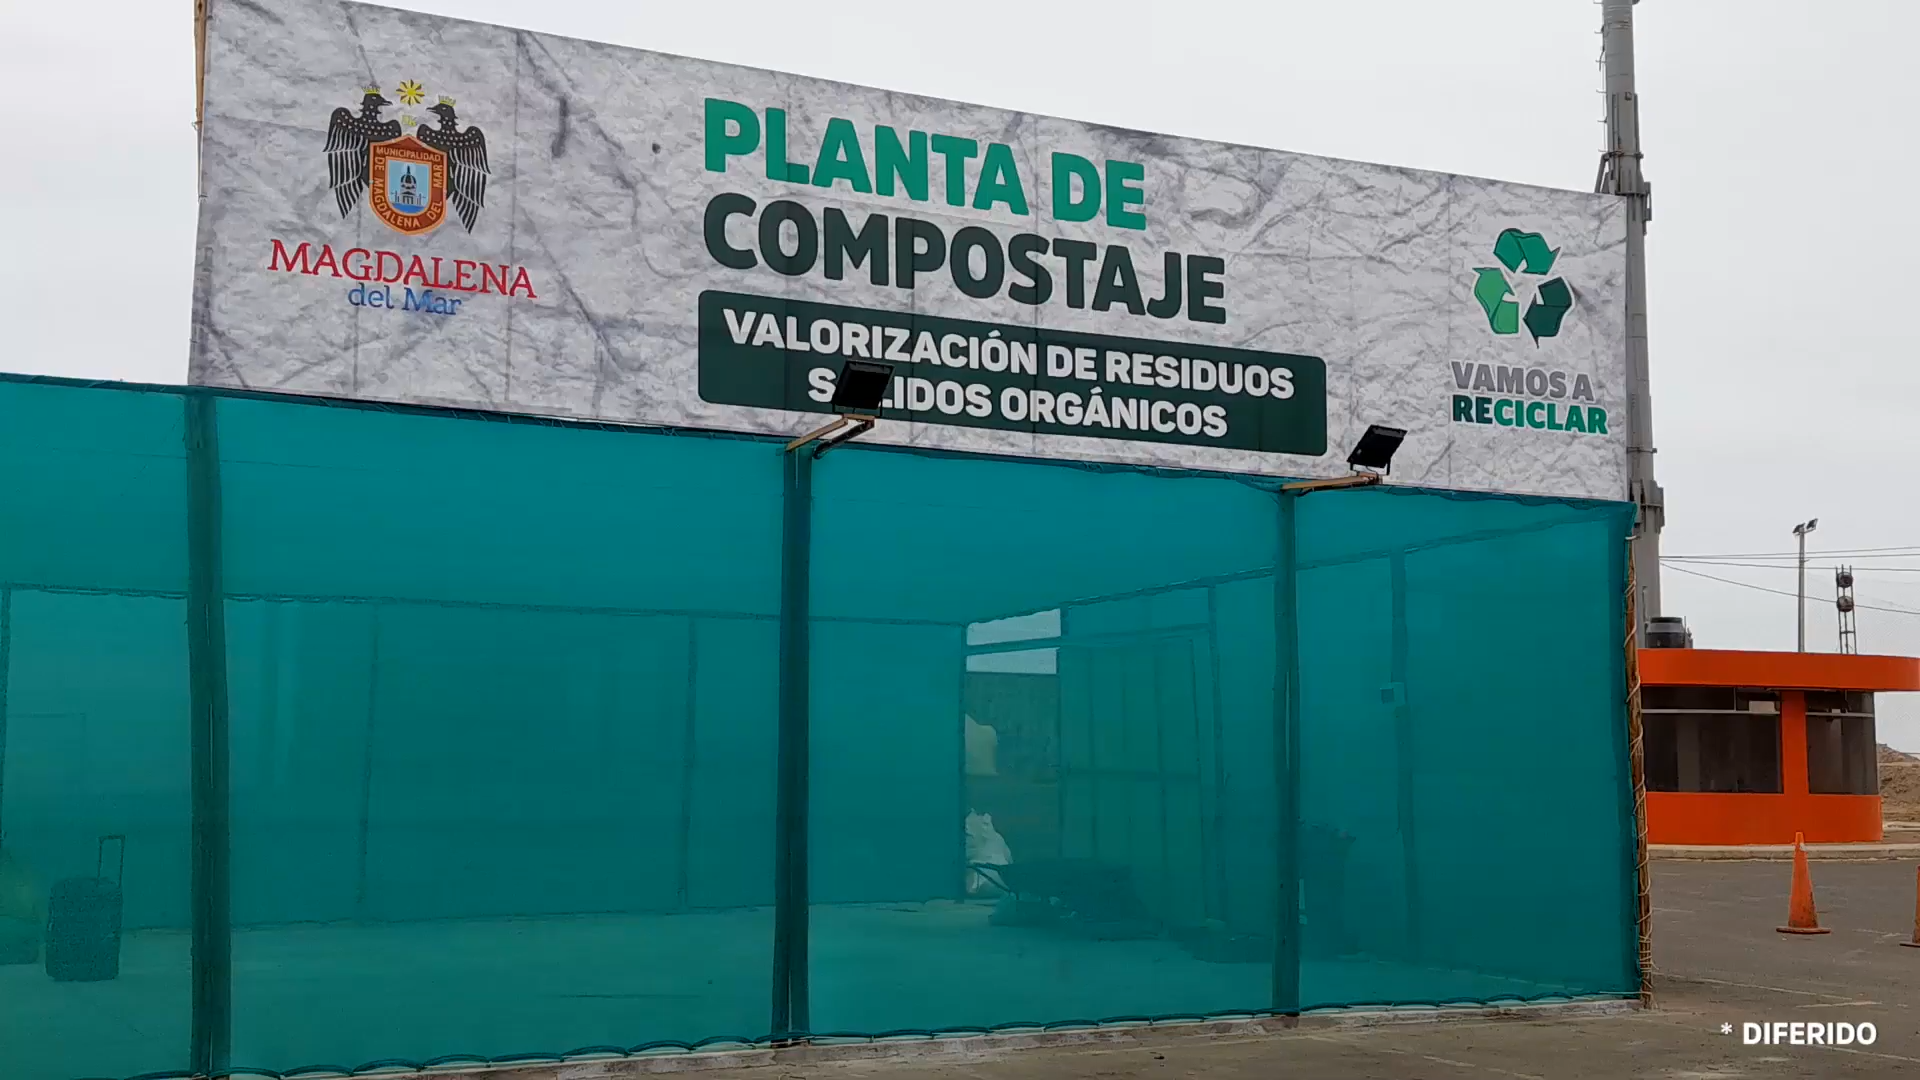 MUNICIPALIDAD
DE MAGDALENA DEL MAR
MAGDALENA
del Mar
PLANTA DE
COMPOSTAJE
VALORIZACIÓN DE RESIDUOS
SÓLIDOS ORGÁNICOS
VAMOS A
RECICLAR
* DIFERIDO